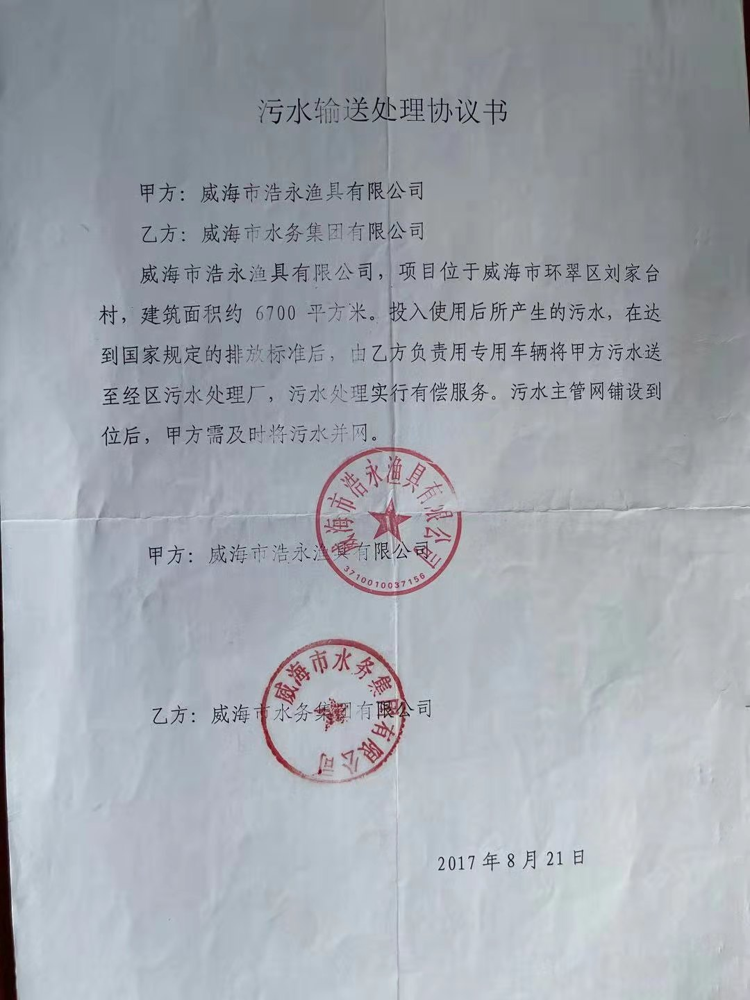 污水输送处理协议书
甲方：威海市浩永渔具有限公司
乙方：威海市水务集团有限公司
威海市浩永渔具有限公司，项目位于威海市环翠区刘家台
村，建筑面积约 6700 平方米。投入使用后所产生的污水，在达
到国家规定的排放标准后，由乙方负责用专用车辆将甲方污水送
至经区污水处理厂，污水处理实行有偿服务。污水主管网铺设到
位后，甲方需及时将污水并网。
威海市浩永渔具有限公司
甲方：威海市浩永渔具有限公司
3710010037156
威海市水务集团有限公司
乙方：威海市水务集团有限公司
2017 年 8 月 21 日